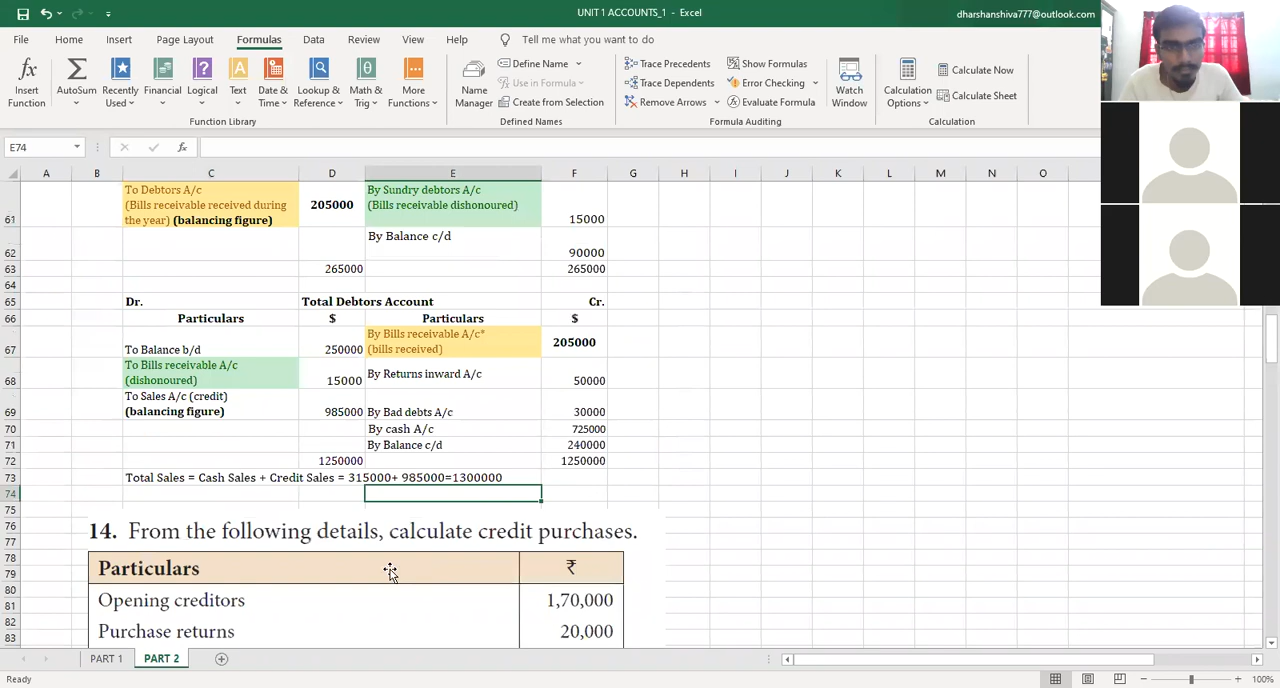 UNIT 1 ACCOUNTS_1 - Excel
dharshanshiva777@outlook.com
File Home Insert Page Layout Formulas Data Review View Help Tell me what you want to do
fx Insert Function
Σ AutoSum
Recently Used
Financial
Logical
Text
Date & Time
Lookup & Reference
Math & Trig
More Functions
Function Library
Name Manager
Define Name
Use in Formula
Create from Selection
Defined Names
Trace Precedents
Trace Dependents
Remove Arrows
Show Formulas
Error Checking
Evaluate Formula
Formula Auditing
Watch Window
Calculation Options
Calculate Now
Calculate Sheet
Calculation
E74 fx
A B C D E F G H I J K L M N O
To Debtors A/c By Sundry debtors A/c
(Bills receivable received during 205000 (Bills receivable dishonoured)
61 the year) (balancing figure) 15000
By Balance c/d
62 90000
63 265000 265000
64
65 Dr. Total Debtors Account Cr.
66 Particulars $ Particulars $
By Bills receivable A/c*
67 To Balance b/d 250000 (bills received) 205000
To Bills receivable A/c
68 (dishonoured) 15000 By Returns inward A/c 50000
To Sales A/c (credit)
69 (balancing figure) 985000 By Bad debts A/c 30000
70 By cash A/c 725000
71 By Balance c/d 240000
72 1250000 1250000
73 Total Sales = Cash Sales + Credit Sales = 315000+ 985000=1300000
74
75
76
77
78
79
80
81
82
83
14. From the following details, calculate credit purchases.
Particulars ₹
Opening creditors 1,70,000
Purchase returns 20,000
PART 1 PART 2
Ready 100%